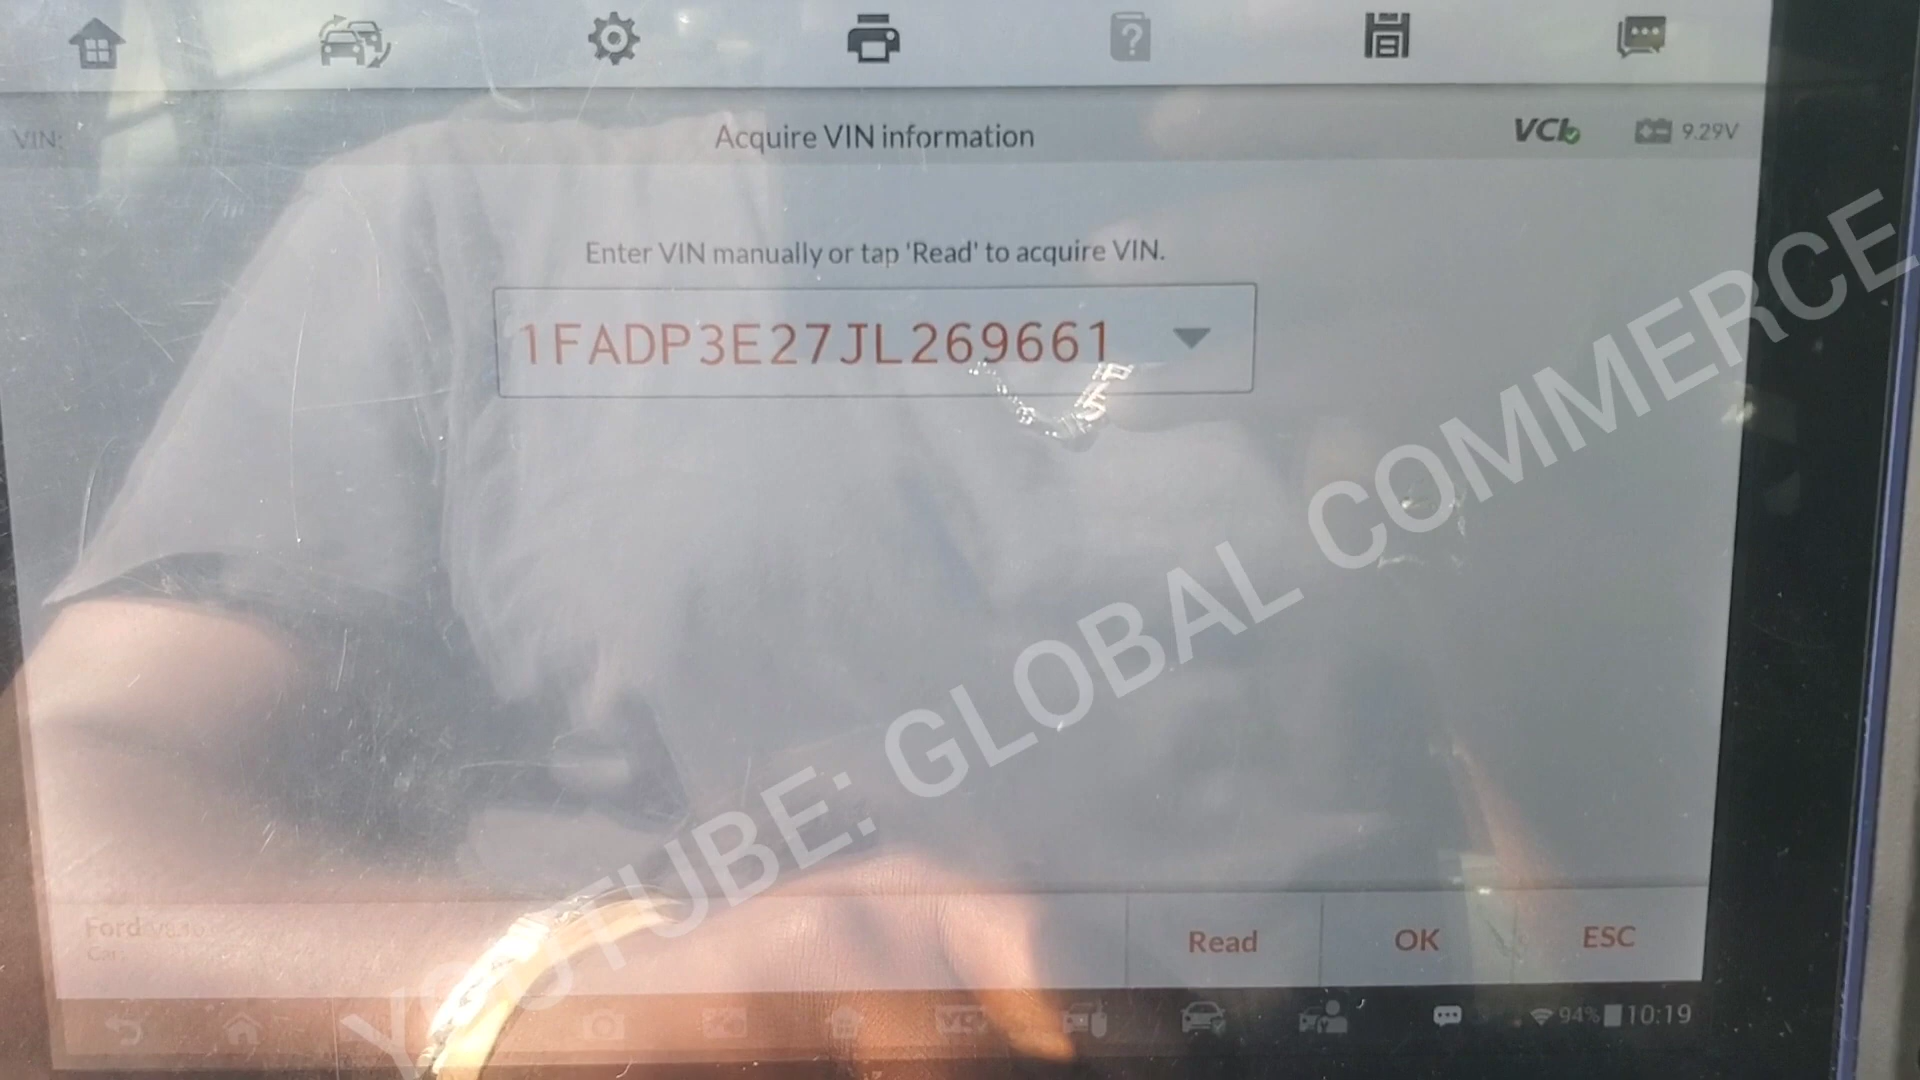 VIN:
Acquire VIN information
VCI
9.29V
Enter VIN manually or tap 'Read' to acquire VIN.
1FADP3E27JL269661
YOUTUBE: GLOBAL COMMERCE
Ford
Car
Read
OK
ESC
94%
10:19